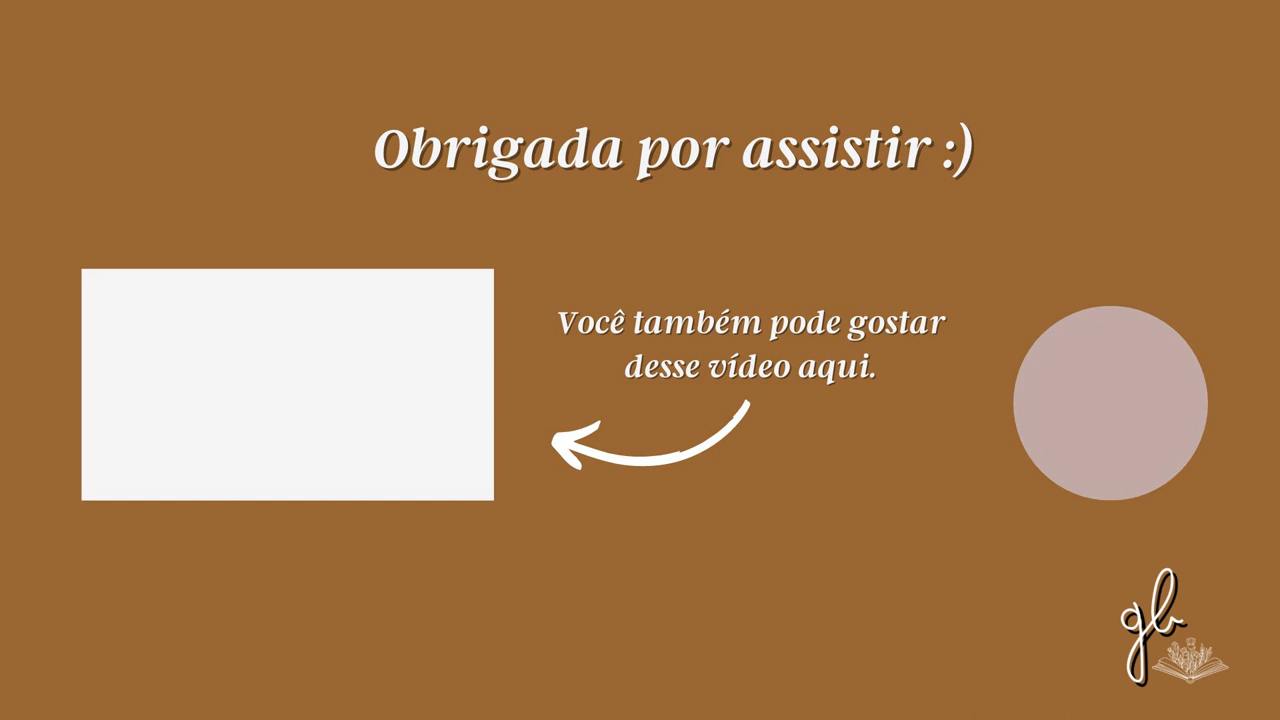 Obrigada por assistir :)
Você também pode gostar
desse vídeo aqui.
gb